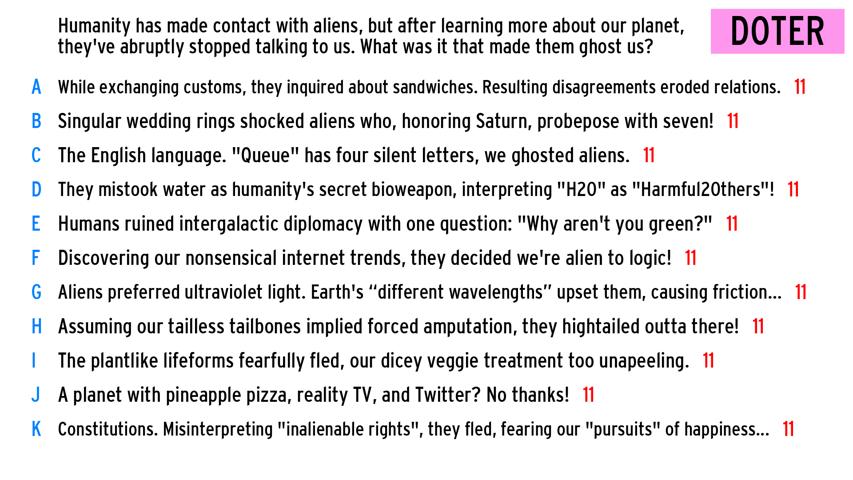 Humanity has made contact with aliens, but after learning more about our planet,
they've abruptly stopped talking to us. What was it that made them ghost us?
DOTER
A While exchanging customs, they inquired about sandwiches. Resulting disagreements eroded relations. 11
B Singular wedding rings shocked aliens who, honoring Saturn, probepose with seven! 11
C The English language. "Queue" has four silent letters, we ghosted aliens. 11
D They mistook water as humanity's secret bioweapon, interpreting "H20" as "Harmful20thers"! 11
E Humans ruined intergalactic diplomacy with one question: "Why aren't you green?" 11
F Discovering our nonsensical internet trends, they decided we're alien to logic! 11
G Aliens preferred ultraviolet light. Earth's “different wavelengths” upset them, causing friction... 11
H Assuming our tailless tailbones implied forced amputation, they hightailed outta there! 11
I The plantlike lifeforms fearfully fled, our dicey veggie treatment too unapeeling. 11
J A planet with pineapple pizza, reality TV, and Twitter? No thanks! 11
K Constitutions. Misinterpreting "inalienable rights", they fled, fearing our "pursuits" of happiness... 11